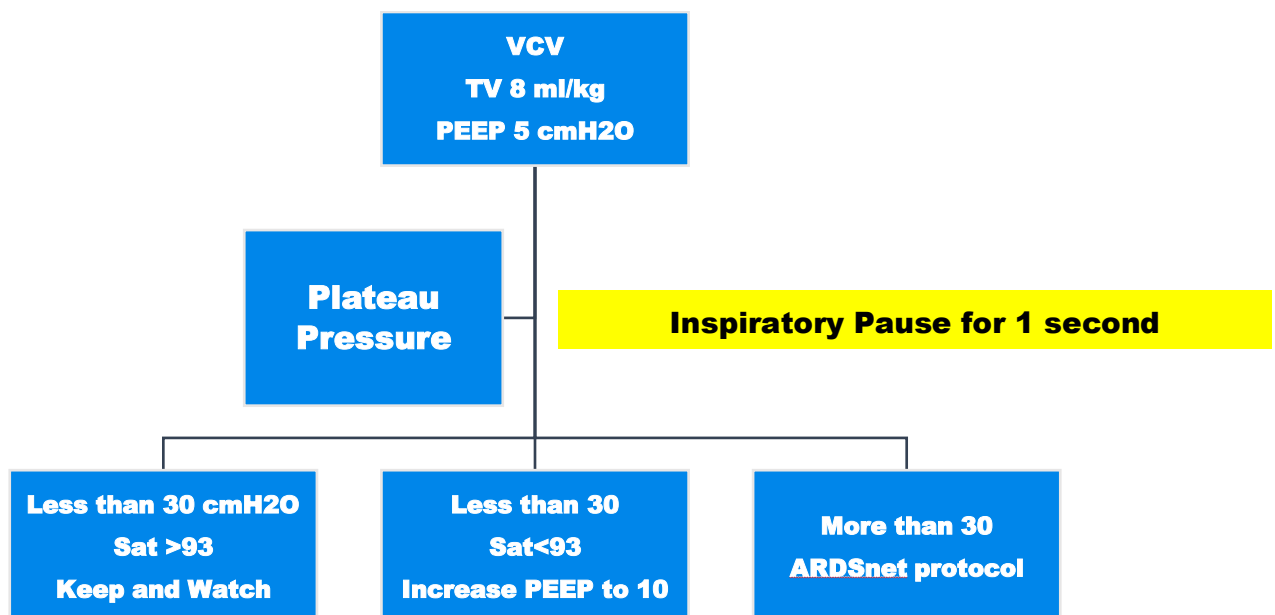 VCV
TV 8 ml/kg
PEEP 5 cmH2O
Plateau
Pressure
Inspiratory Pause for 1 second
Less than 30 cmH2O
Sat >93
Keep and Watch
Less than 30
Sat<93
Increase PEEP to 10
More than 30
ARDSnet protocol